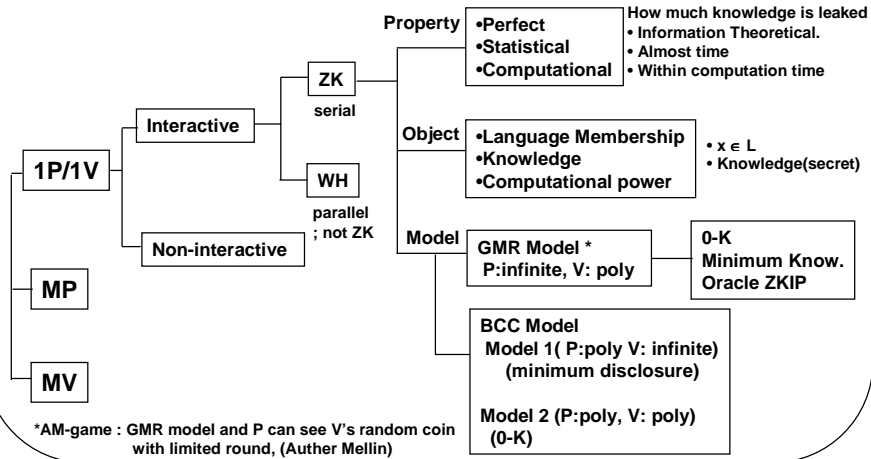 Property
•Perfect
•Statistical
•Computational
How much knowledge is leaked
• Information Theoretical.
• Almost time
• Within computation time
ZK
serial
Interactive
1P/1V
Object
•Language Membership
•Knowledge
•Computational power
• x ∈ L
• Knowledge(secret)
WH
parallel
; not ZK
Non-interactive
Model
GMR Model *
P:infinite, V: poly
0-K
Minimum Know.
Oracle ZKIP
MP
MV
BCC Model
Model 1( P:poly V: infinite)
(minimum disclosure)
Model 2 (P:poly, V: poly)
(0-K)
*AM-game : GMR model and P can see V's random coin
with limited round, (Auther Mellin)